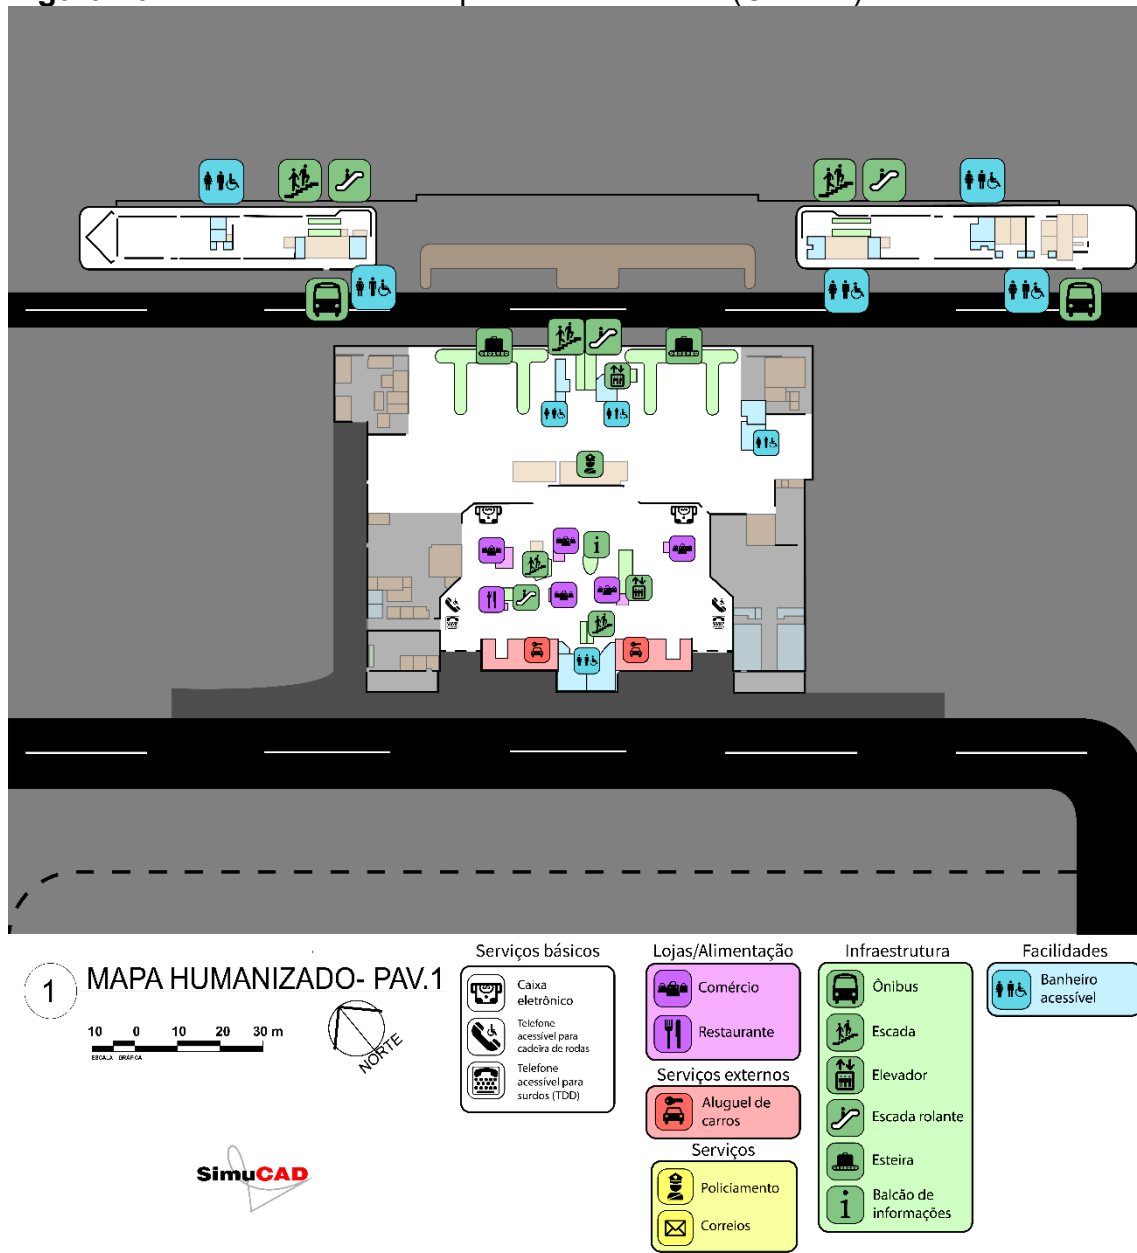 1
MAPA HUMANIZADO- PAV.1
10 0 10 20 30 m
ESCALA GRÁFICA
NORTE
SimuCAD
Serviços básicos
Caixa
eletrônico
Telefone
acessível para
cadeira de rodas
Telefone
acessível para
surdos (TDD)
Lojas/Alimentação
Comércio
Restaurante
Serviços externos
Aluguel de
carros
Serviços
Policíamento
Correios
Infraestrutura
Ônibus
Escada
Elevador
Escada rolante
Esteira
Balcão de
informações
Facilidades
Banheiro
acessível